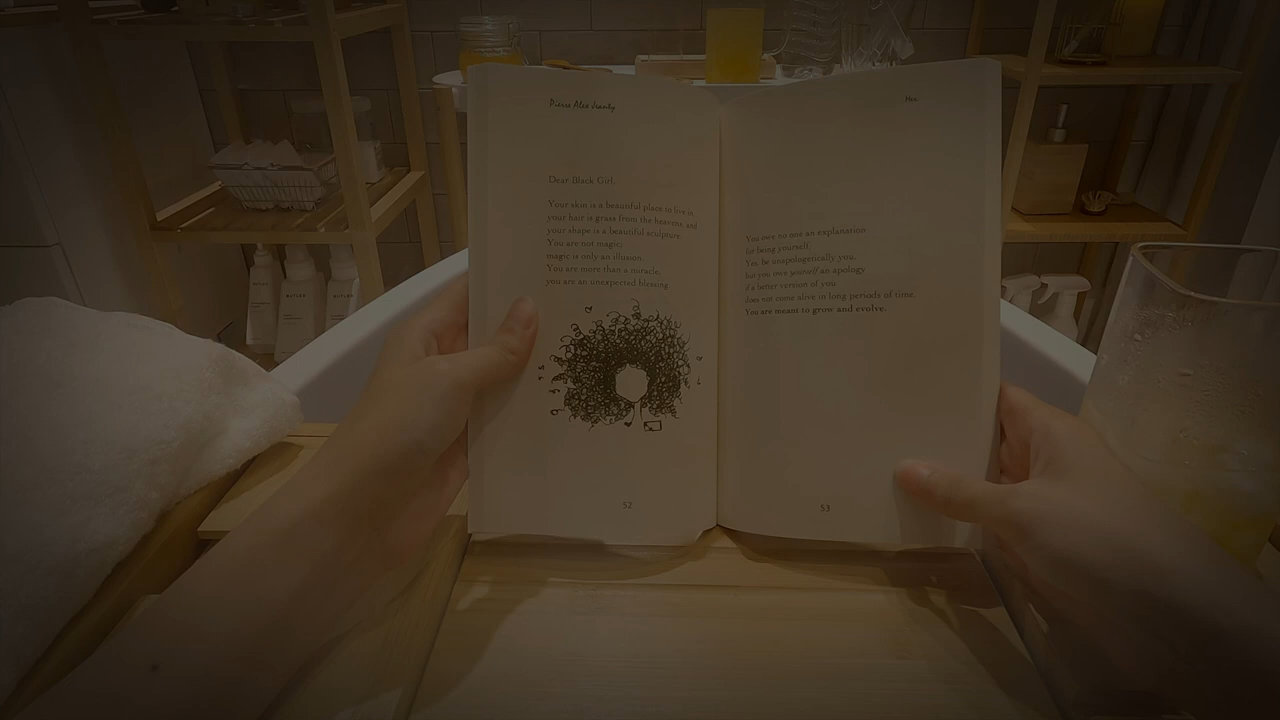 Pierre Alex Jeanty
Dear Black Girl,
Your skin is a beautiful place to live in,
your hair is grass from the heavens, and
your shape is a beautiful sculpture.
You are not magic;
magic is only an illusion.
You are more than a miracle,
you are an unexpected blessing.
52
Her
You owe no one an explanation
for being yourself.
Yes, be unapologetically you,
but you owe yourself an apology
if a better version of you
does not come alive in long periods of time.
You are meant to grow and evolve.
53